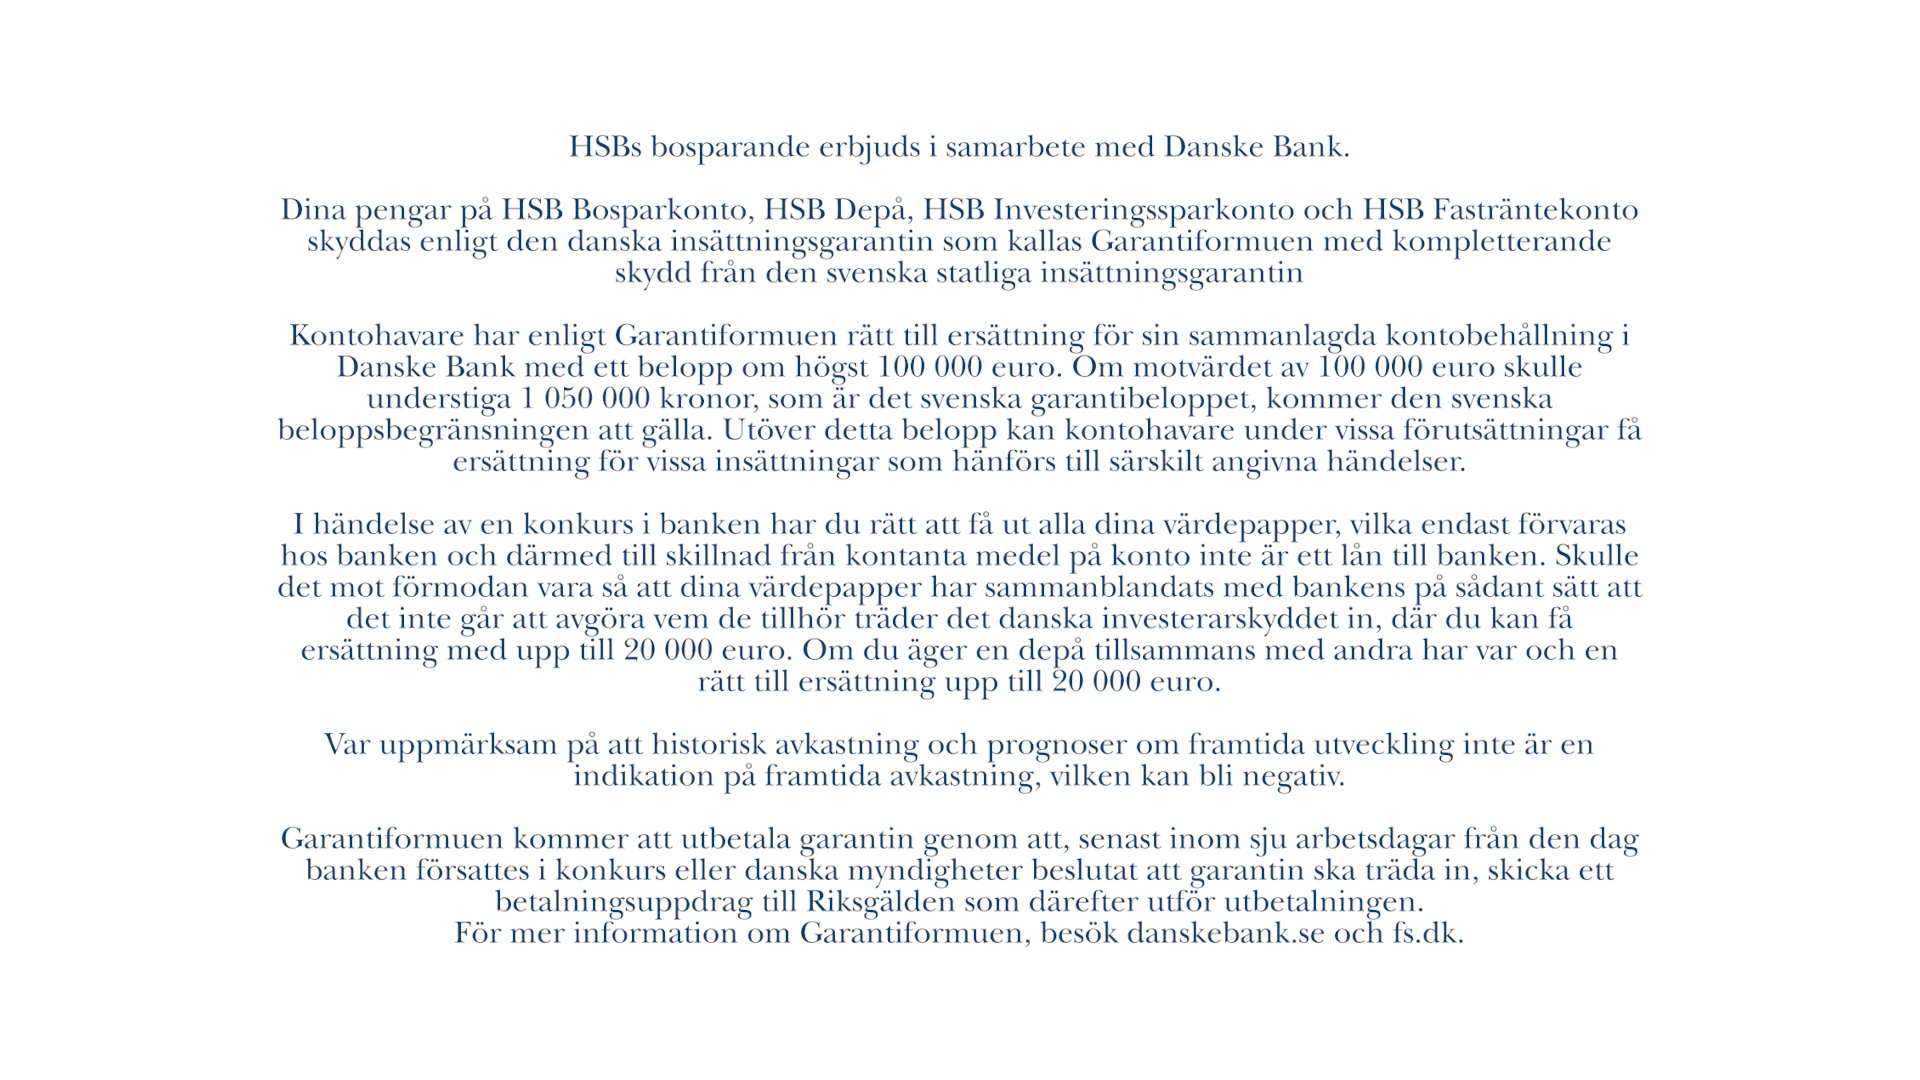 HSBs bosparande erbjuds i samarbete med Danske Bank.
Dina pengar på HSB Bosparkonto, HSB Depå, HSB Investeringssparkonto och HSB Fasträntekonto
skyddas enligt den danska insättningsgarantin som kallas Garantiformuen med kompletterande
skydd från den svenska statliga insättningsgarantin
Kontohavare har enligt Garantiformuen rätt till ersättning för sin sammanlagda kontobehållning i
Danske Bank med ett belopp om högst 100 000 euro. Om motvärdet av 100 000 euro skulle
understiga 1 050 000 kronor, som är det svenska garantibeloppet, kommer den svenska
beloppsbegränsningen att gälla. Utöver detta belopp kan kontohavare under vissa förutsättningar få
ersättning för vissa insättningar som hänförs till särskilt angivna händelser.
I händelse av en konkurs i banken har du rätt att få ut alla dina värdepapper, vilka endast förvaras
hos banken och därmed till skillnad från kontanta medel på konto inte är ett lån till banken. Skulle
det mot förmodan vara så att dina värdepapper har sammanblandats med bankens på sådant sätt att
det inte går att avgöra vem de tillhör träder det danska investerarskyddet in, där du kan få
ersättning med upp till 20 000 euro. Om du äger en depå tillsammans med andra har var och en
rätt till ersättning upp till 20 000 euro.
Var uppmärksam på att historisk avkastning och prognoser om framtida utveckling inte är en
indikation på framtida avkastning, vilken kan bli negativ.
Garantiformuen kommer att utbetala garantin genom att, senast inom sju arbetsdagar från den dag
banken försattes i konkurs eller danska myndigheter beslutat att garantin ska träda in, skicka ett
betalningsuppdrag till Riksgälden som därefter utför utbetalningen.
För mer information om Garantiformuen, besök danskebank.se och fs.dk.